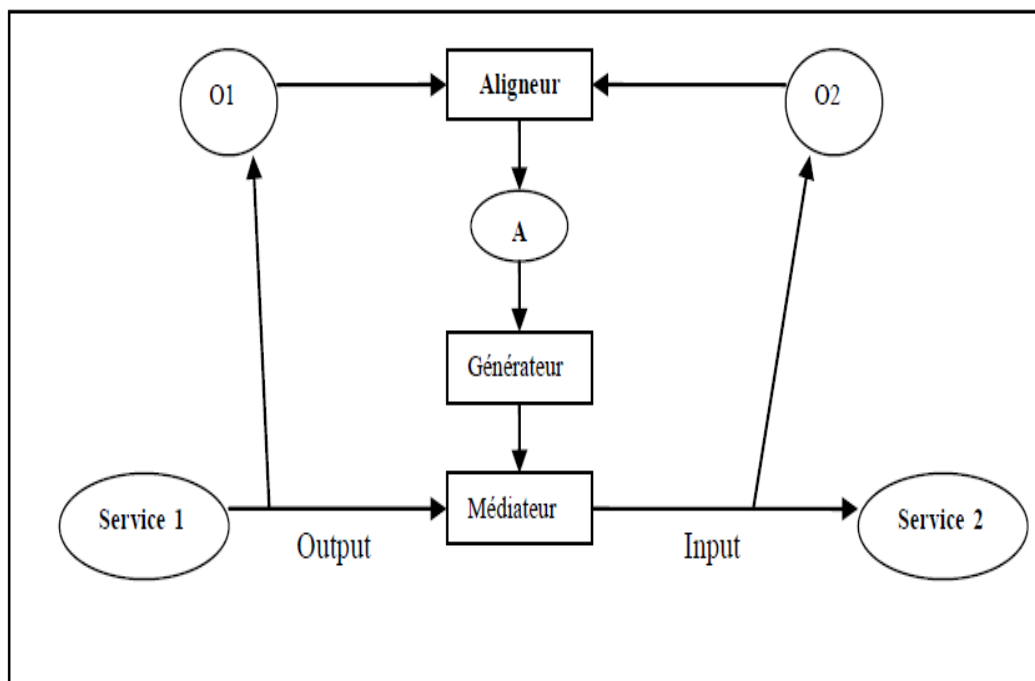 O1
Aligneur
O2
A
Générateur
Service 1
Médiateur
Service 2
Output
Input